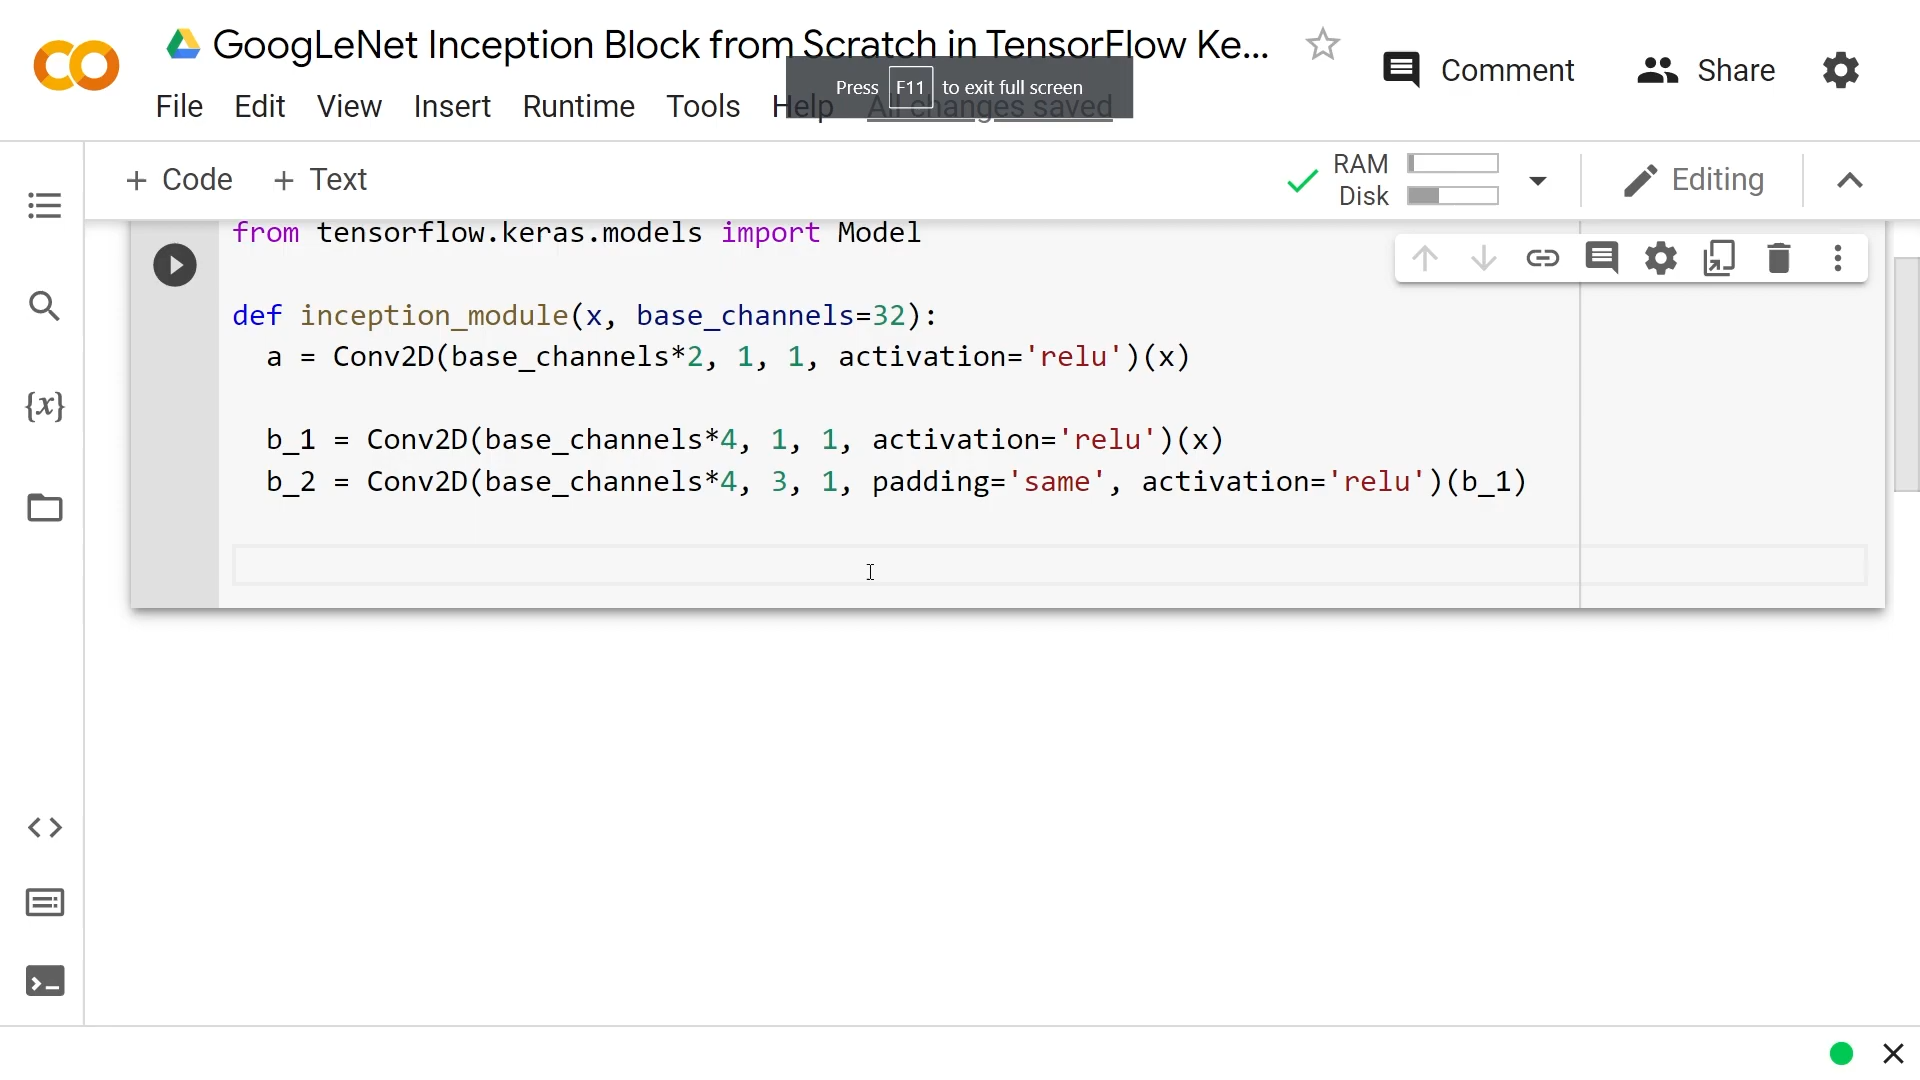 GoogLeNet Inception Block from Scratch in TensorFlow Ke...
Comment
Share
Press F11 to exit full screen
File Edit View Insert Runtime Tools Help All changes saved
+ Code + Text
RAM
Disk
Editing
from tensorflow.keras.models import Model
def inception_module(x, base_channels=32):
a = Conv2D(base_channels*2, 1, 1, activation='relu')(x)
b_1 = Conv2D(base_channels*4, 1, 1, activation='relu')(x)
b_2 = Conv2D(base_channels*4, 3, 1, padding='same', activation='relu')(b_1)
{x}